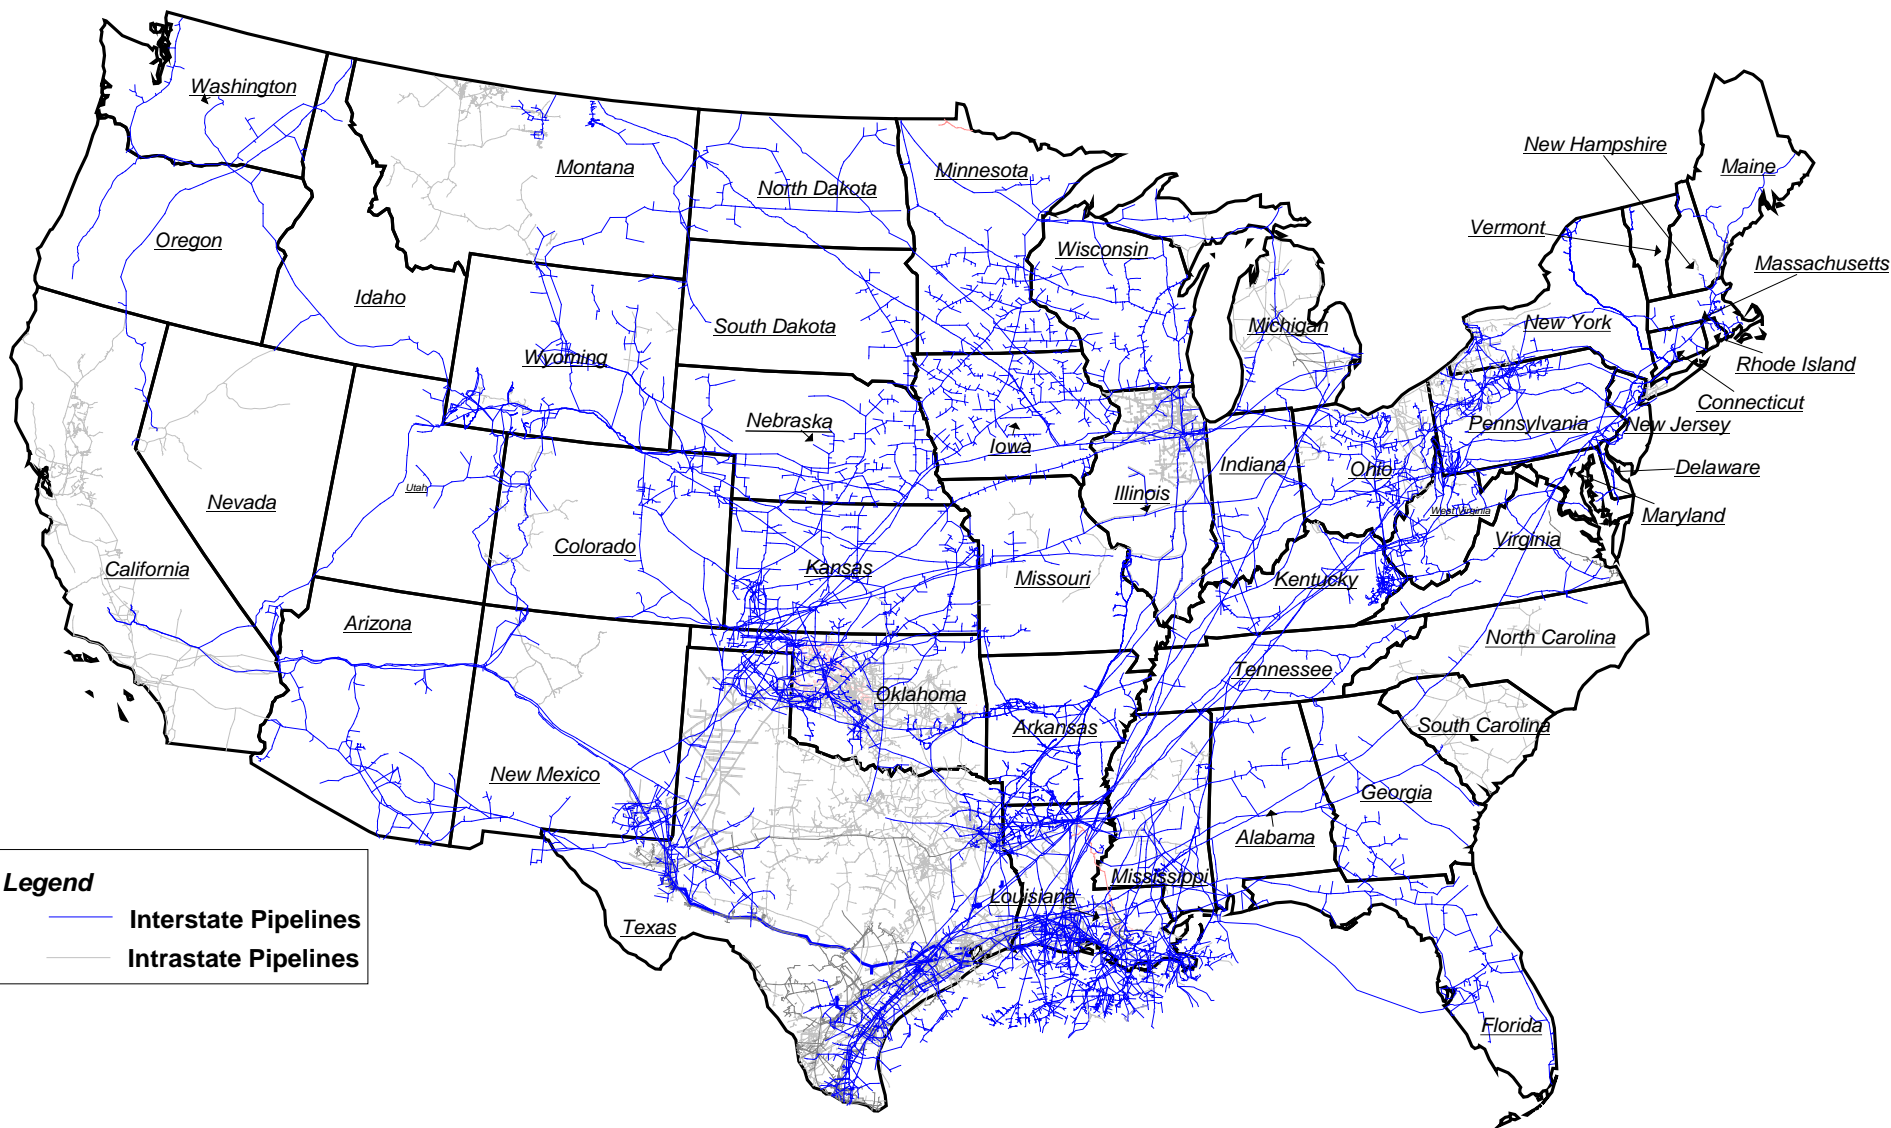 Washington
Montana
North Dakota
Minnesota
New Hampshire
Maine
Oregon
Vermont
Wisconsin
Massachusetts
Idaho
South Dakota
Michigan
New York
Wyoming
Rhode Island
Nebraska
Connecticut
Iowa
Pennsylvania
New Jersey
Indiana
Ohio
Delaware
Utah
Nevada
Illinois
West Virginia
Maryland
Colorado
Virginia
California
Kansas
Missouri
Kentucky
Arizona
North Carolina
Tennessee
Oklahoma
Arkansas
South Carolina
New Mexico
Georgia
Alabama
Mississippi
Legend
Louisiana
Interstate Pipelines
Texas
Intrastate Pipelines
Florida